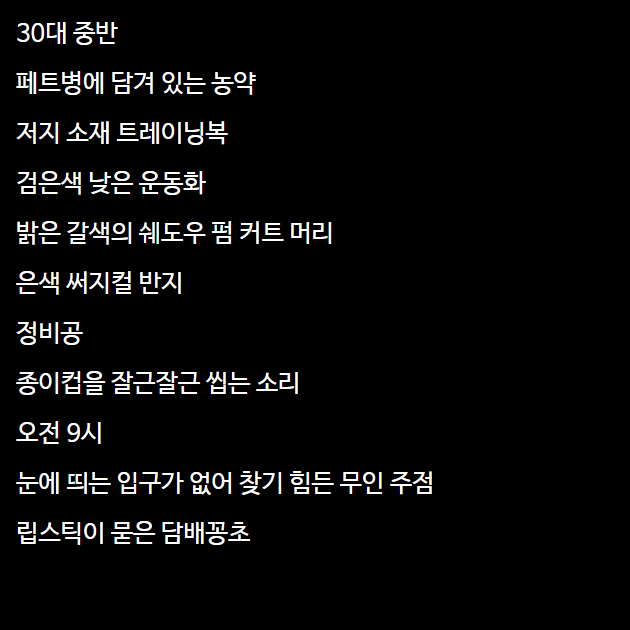 30대 중반
페트병에 담겨 있는 농약
저지 소재 트레이닝복
검은색 낮은 운동화
밝은 갈색의 쉐도우 펌 커트 머리
은색 써지컬 반지
정비공
종이컵을 잘근잘근 씹는 소리
오전 9시
눈에 띄는 입구가 없어 찾기 힘든 무인 주점
립스틱이 묻은 담배꽁초